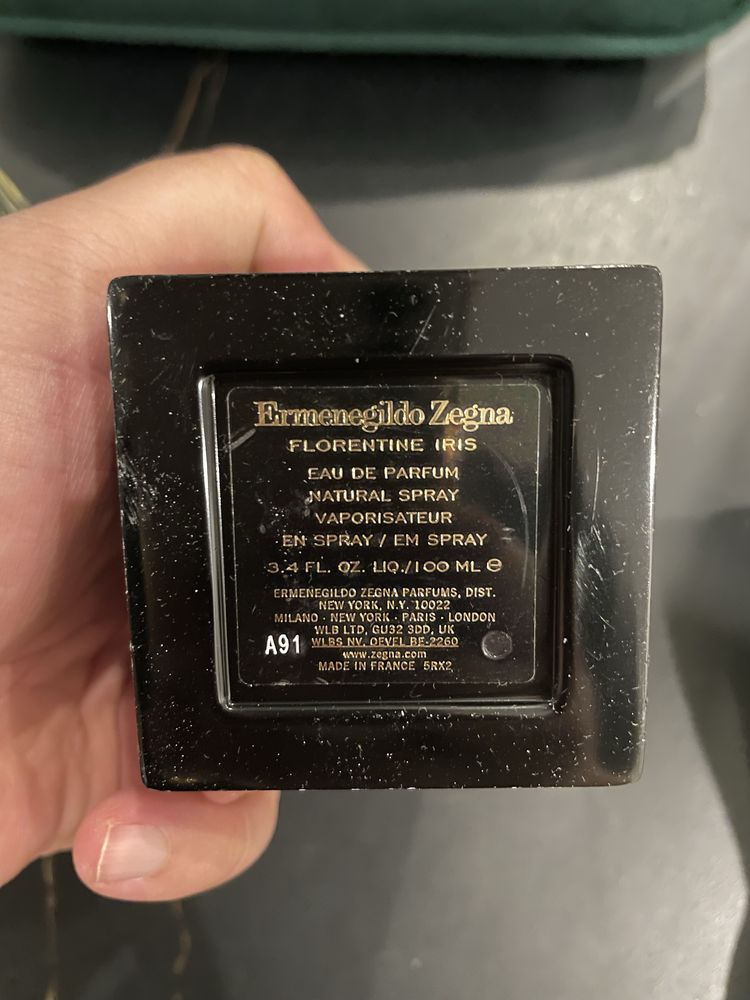 Ermenegildo Zegna
FLORENTINE IRIS
EAU DE PARFUM
NATURAL SPRAY
VAPORISATEUR
EN SPRAY / EM SPRAY
3.4 FL. OZ. LIQ./100 ML ℮
ERMENEGILDO ZEGNA PARFUMS, DIST.
NEW YORK, N.Y. 10022
MILANO · NEW YORK · PARIS · LONDON
WLB LTD, GU32 3DD, UK
A91 WLBS NV, OEVEL BE-2260
www.zegna.com
MADE IN FRANCE 5RX2